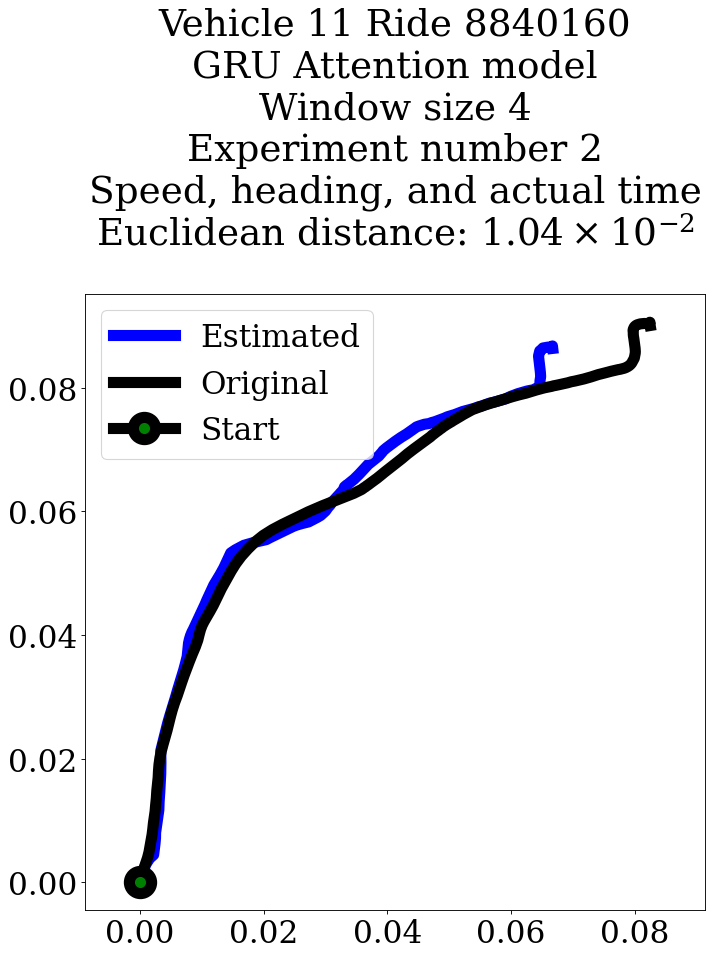 Vehicle 11 Ride 8840160
GRU Attention model
Window size 4
Experiment number 2
Speed, heading, and actual time
Euclidean distance: 1.04 × 10⁻²
Estimated
Original
Start
0.08
0.06
0.04
0.02
0.00
0.00 0.02 0.04 0.06 0.08